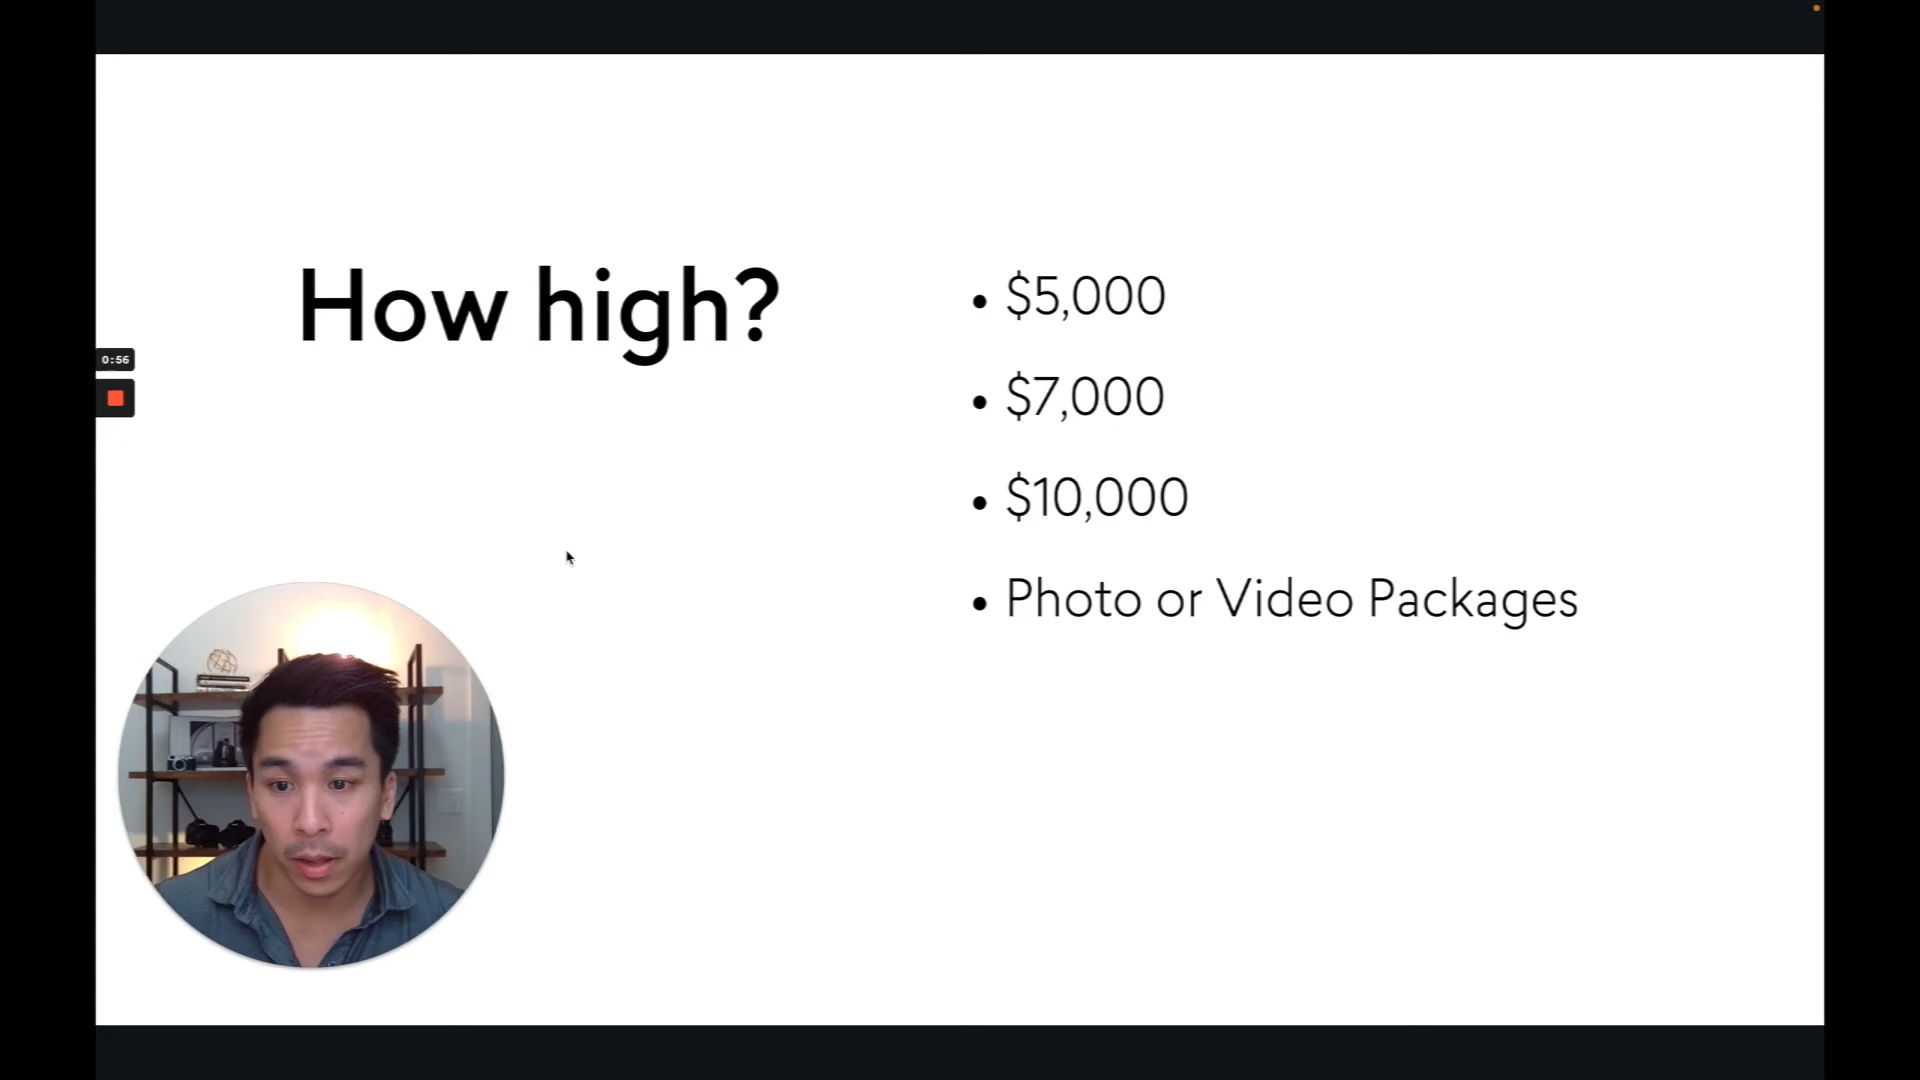 How high?
• $5,000
• $7,000
• $10,000
• Photo or Video Packages
0:56